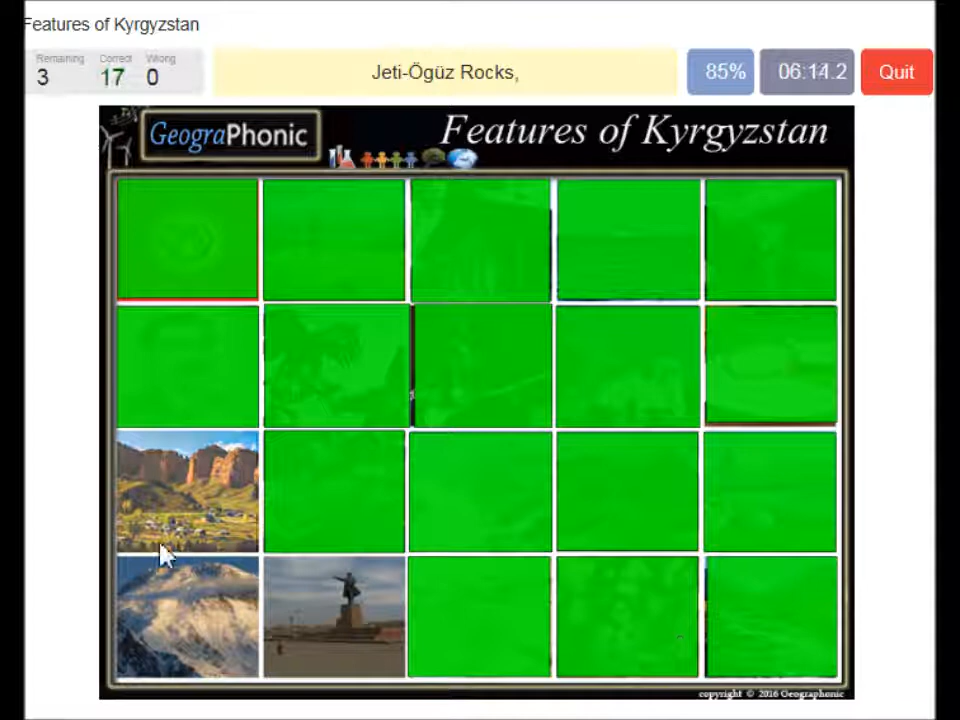 Features of Kyrgyzstan
Remaining Correct Wrong
3 17 0
Jeti-Ögüz Rocks,
85%
06:14.2
Quit
GeograPhonic
Features of Kyrgyzstan
copyright © 2016 Geographonic